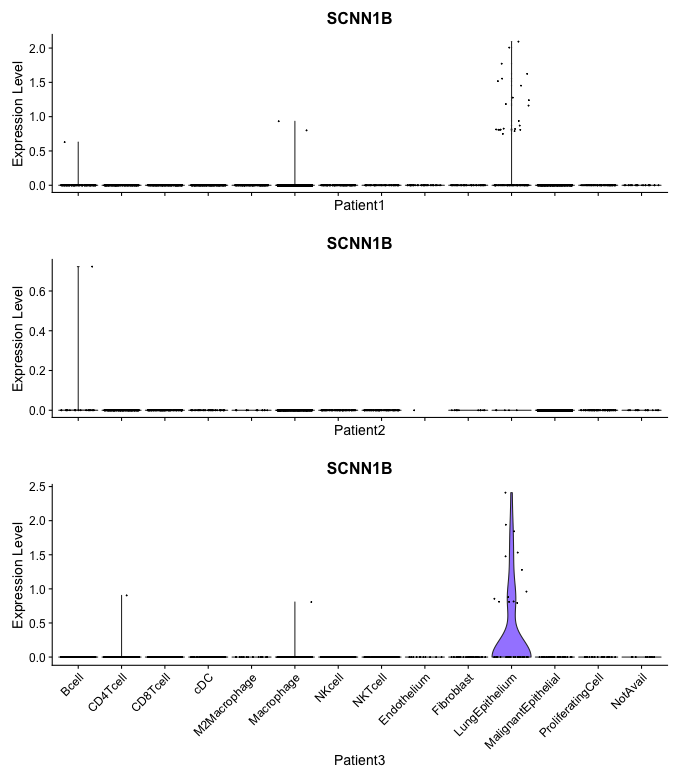 SCNN1B
Expression Level
2.0
1.5
1.0
0.5
0.0
Patient1
SCNN1B
Expression Level
0.6
0.4
0.2
0.0
Patient2
SCNN1B
Expression Level
2.5
2.0
1.5
1.0
0.5
0.0
Bcell
CD4Tcell
CD8Tcell
cDC
M2Macrophage
Macrophage
NKcell
NKTcell
Endothelium
Fibroblast
LungEpithelium
MalignantEpithelial
ProliferatingCell
NotAvail
Patient3